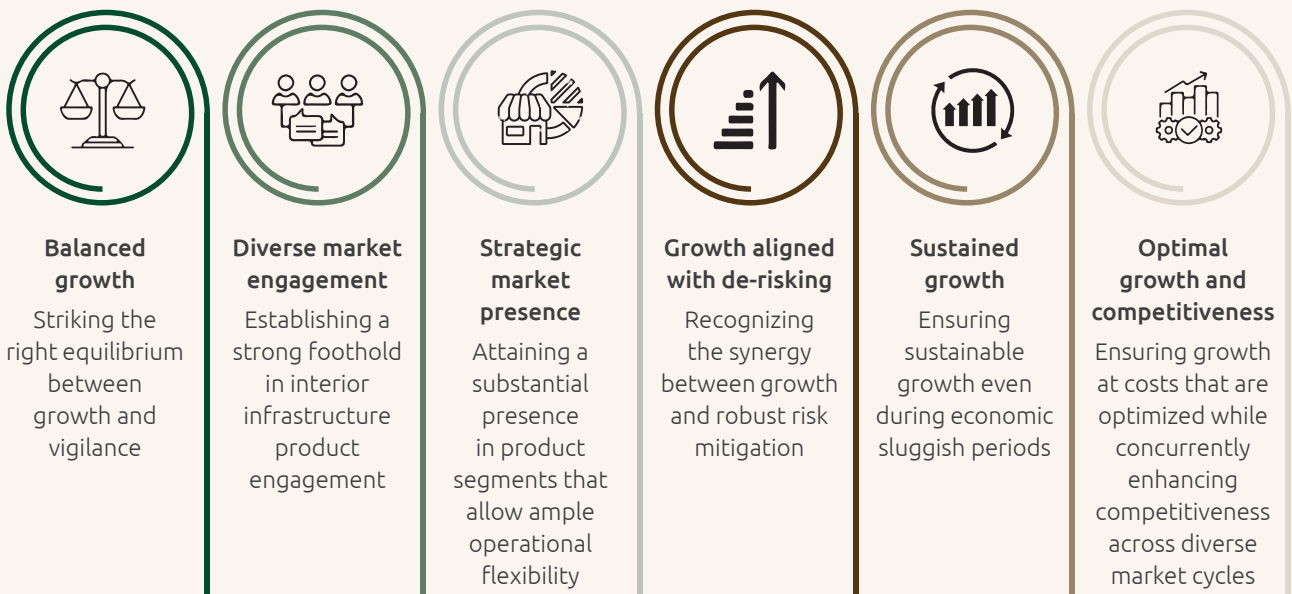 Balanced
growth
Striking the
right equilibrium
between
growth and
vigilance
Diverse market
engagement
Establishing a
strong foothold
in interior
infrastructure
product
engagement
Strategic
market
presence
Attaining a
substantial
presence
in product
segments that
allow ample
operational
flexibility
Growth aligned
with de-risking
Recognizing
the synergy
between growth
and robust risk
mitigation
Sustained
growth
Ensuring
sustainable
growth even
during economic
sluggish periods
Optimal
growth and
competitiveness
Ensuring growth
at costs that are
optimized while
concurrently
enhancing
competitiveness
across diverse
market cycles